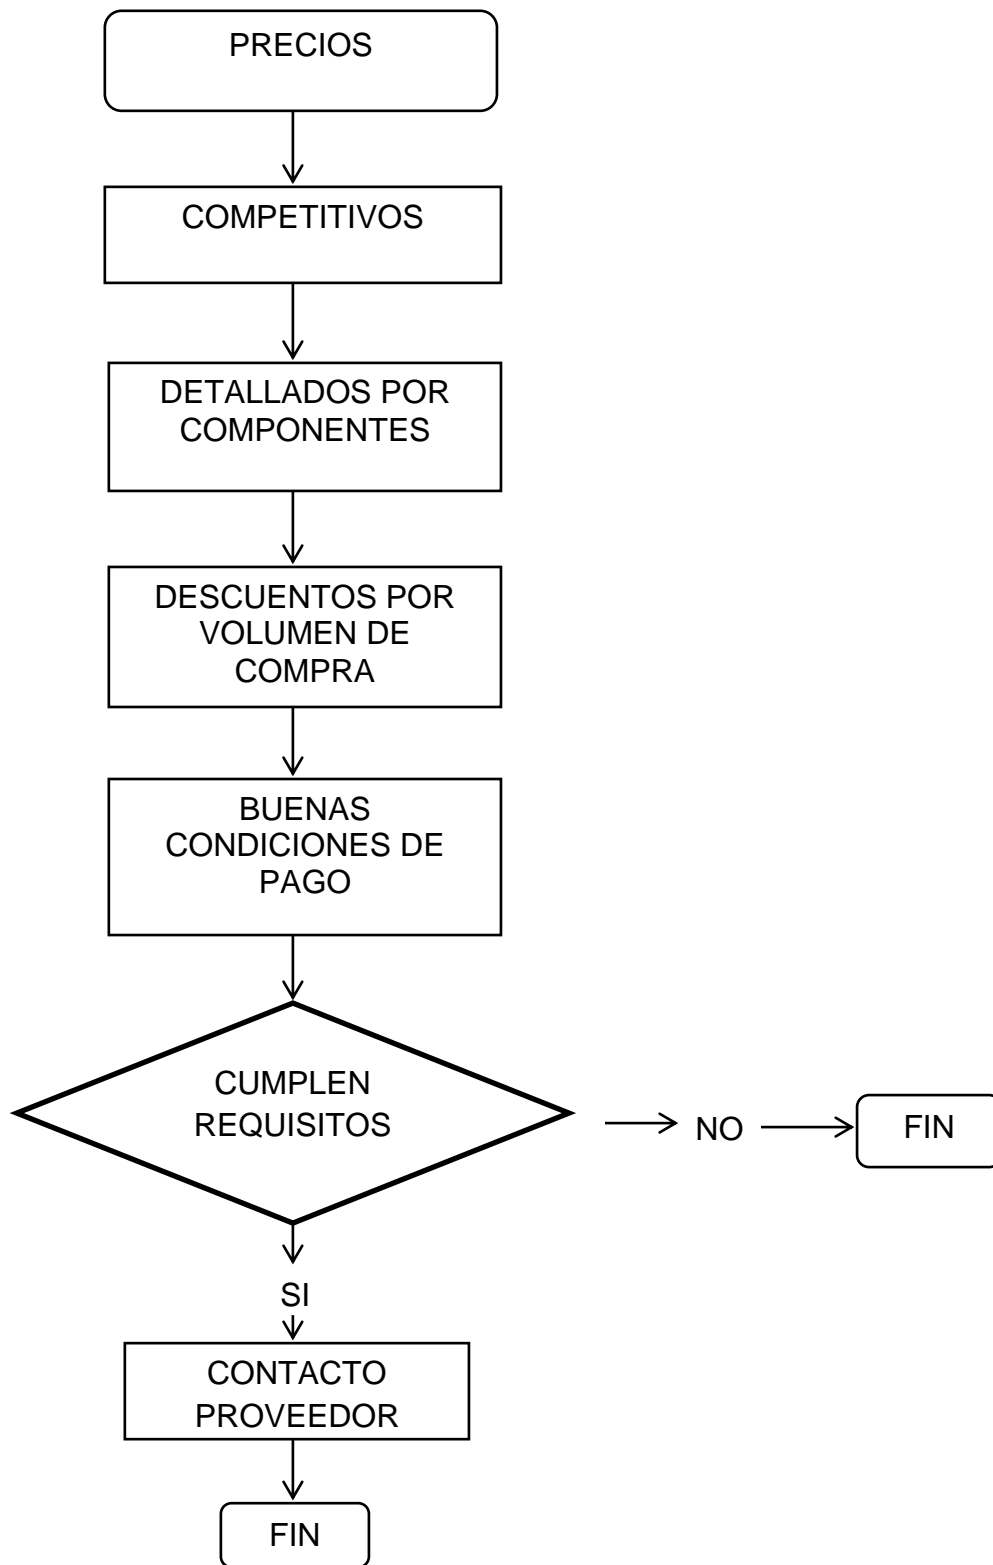 PRECIOS
COMPETITIVOS
DETALLADOS POR
COMPONENTES
DESCUENTOS POR
VOLUMEN DE
COMPRA
BUENAS
CONDICIONES DE
PAGO
CUMPLEN
REQUISITOS
NO
FIN
SI
CONTACTO
PROVEEDOR
FIN